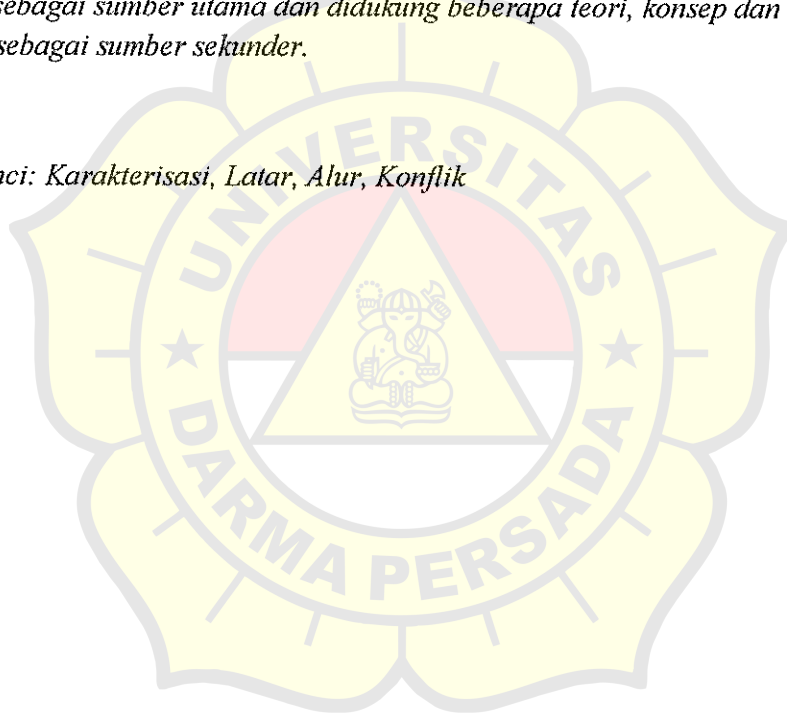 sebagai sumber utama dan didukung beberapa teori, konsep dan
sebagai sumber sekunder.
nci: Karakterisasi, Latar, Alur, Konflik
UNIVERSITAS
DARMA PERSADA